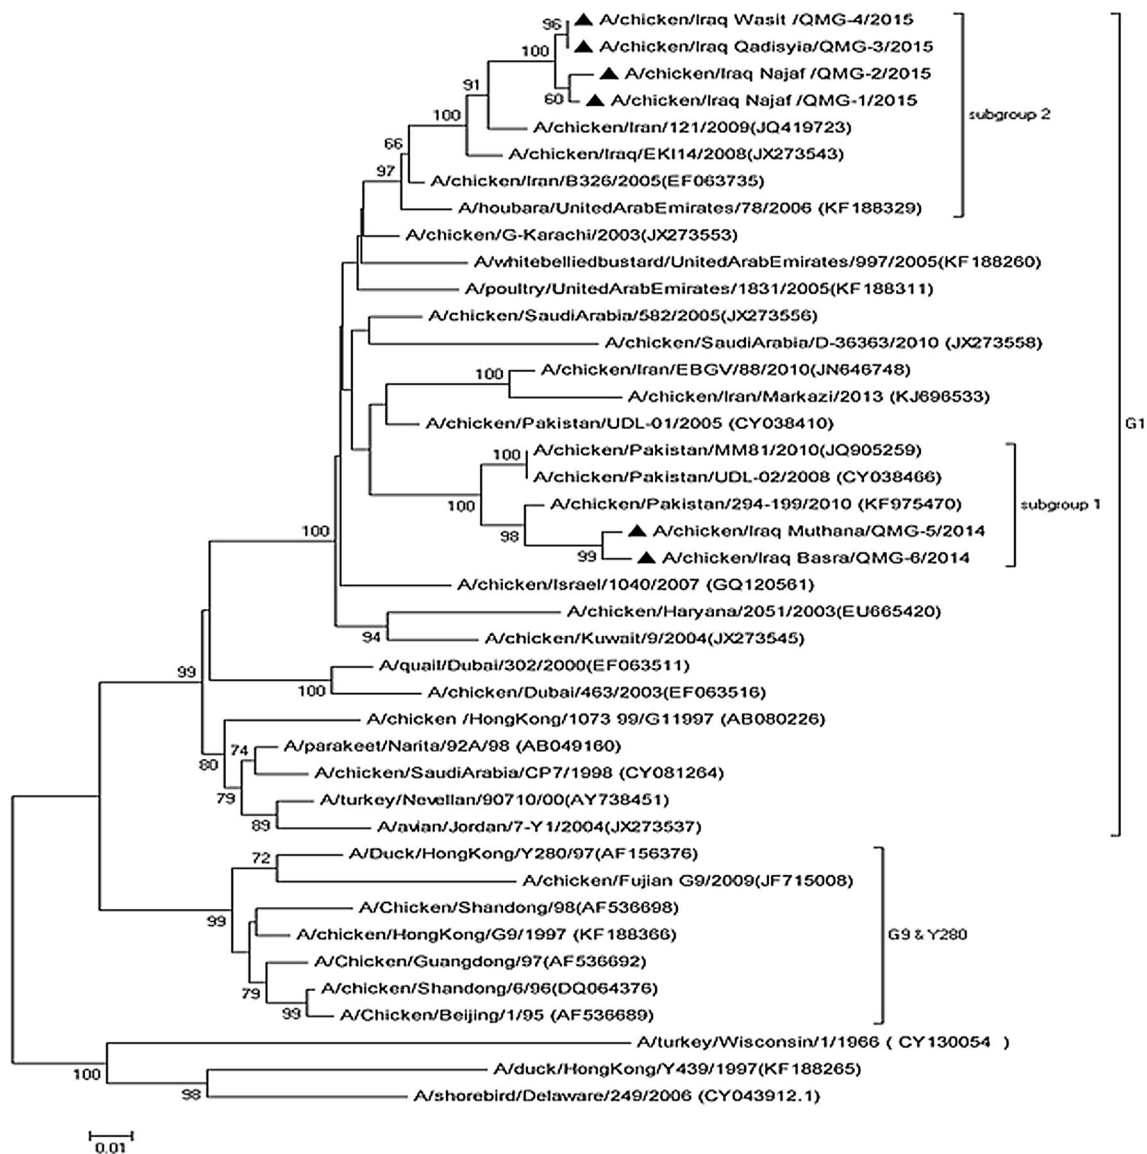 96 ▲ A/chicken/Iraq Wasit /QMG-4/2015
100 ▲ A/chicken/Iraq Qadisyia/QMG-3/2015
▲ A/chicken/Iraq Najaf /QMG-2/2015
91 60 ▲ A/chicken/Iraq Najaf /QMG-1/2015
subgroup 2
100 A/chicken/Iran/121/2009(JQ419723)
66 A/chicken/Iraq/EKI14/2008(JX273543)
97 A/chicken/Iran/B326/2005(EF063735)
A/houbara/UnitedArabEmirates/78/2006 (KF188329)
A/chicken/G-Karachi/2003(JX273553)
A/whitebelliedbustard/UnitedArabEmirates/997/2005(KF188260)
A/poultry/UnitedArabEmirates/1831/2005(KF188311)
A/chicken/SaudiArabia/582/2005(JX273556)
A/chicken/SaudiArabia/D-36363/2010 (JX273558)
100 A/chicken/Iran/EBGV/88/2010(JN646748)
A/chicken/Iran/Markazi/2013 (KJ696533)
A/chicken/Pakistan/UDL-01/2005 (CY038410)
G1
100 A/chicken/Pakistan/MM81/2010(JQ905259)
A/chicken/Pakistan/UDL-02/2008 (CY038466)
100 A/chicken/Pakistan/294-199/2010 (KF975470)
subgroup 1
100 98 ▲ A/chicken/Iraq Muthana/QMG-5/2014
99 ▲ A/chicken/Iraq Basra/QMG-6/2014
A/chicken/Israel/1040/2007 (GQ120561)
A/chicken/Haryana/2051/2003(EU665420)
94 A/chicken/Kuwait/9/2004(JX273545)
99 A/quail/Dubai/302/2000(EF063511)
100 A/chicken/Dubai/463/2003(EF063516)
A/chicken /HongKong/1073 99/G11997 (AB080226)
80 74 A/parakeet/Narita/92A/98 (AB049160)
A/chicken/SaudiArabia/CP7/1998 (CY081264)
79 A/turkey/Nevellan/90710/00(AY738451)
89 A/avian/Jordan/7-Y1/2004(JX273537)
72 A/Duck/HongKong/Y280/97(AF156376)
A/chicken/Fujian G9/2009(JF715008)
99 A/Chicken/Shandong/98(AF536698)
A/chicken/HongKong/G9/1997 (KF188366)
G9 & Y280
A/Chicken/Guangdong/97(AF536692)
79 A/chicken/Shandong/6/96(DQ064376)
99 A/Chicken/Beijing/1/95 (AF536689)
A/turkey/Wisconsin/1/1966 ( CY130054 )
100 A/duck/HongKong/Y439/1997(KF188265)
98 A/shorebird/Delaware/249/2006 (CY043912.1)
0.01